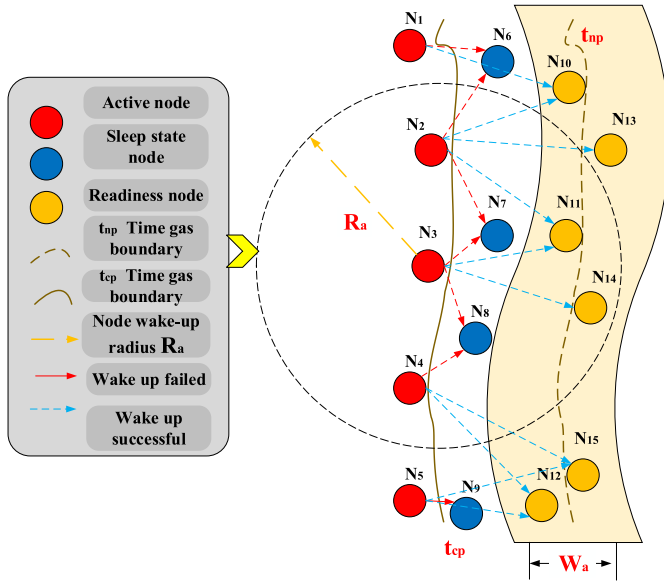 Active node
Sleep state
node
Readiness node
tnp Time gas
boundary
tcp Time gas
boundary
Node wake-up
radius Ra
Wake up failed
Wake up
successful
N1
N6
tnp
N10
N2
N13
Ra
N7
N11
N3
N14
N8
N4
N15
N5
N9
N12
tcp
Wa